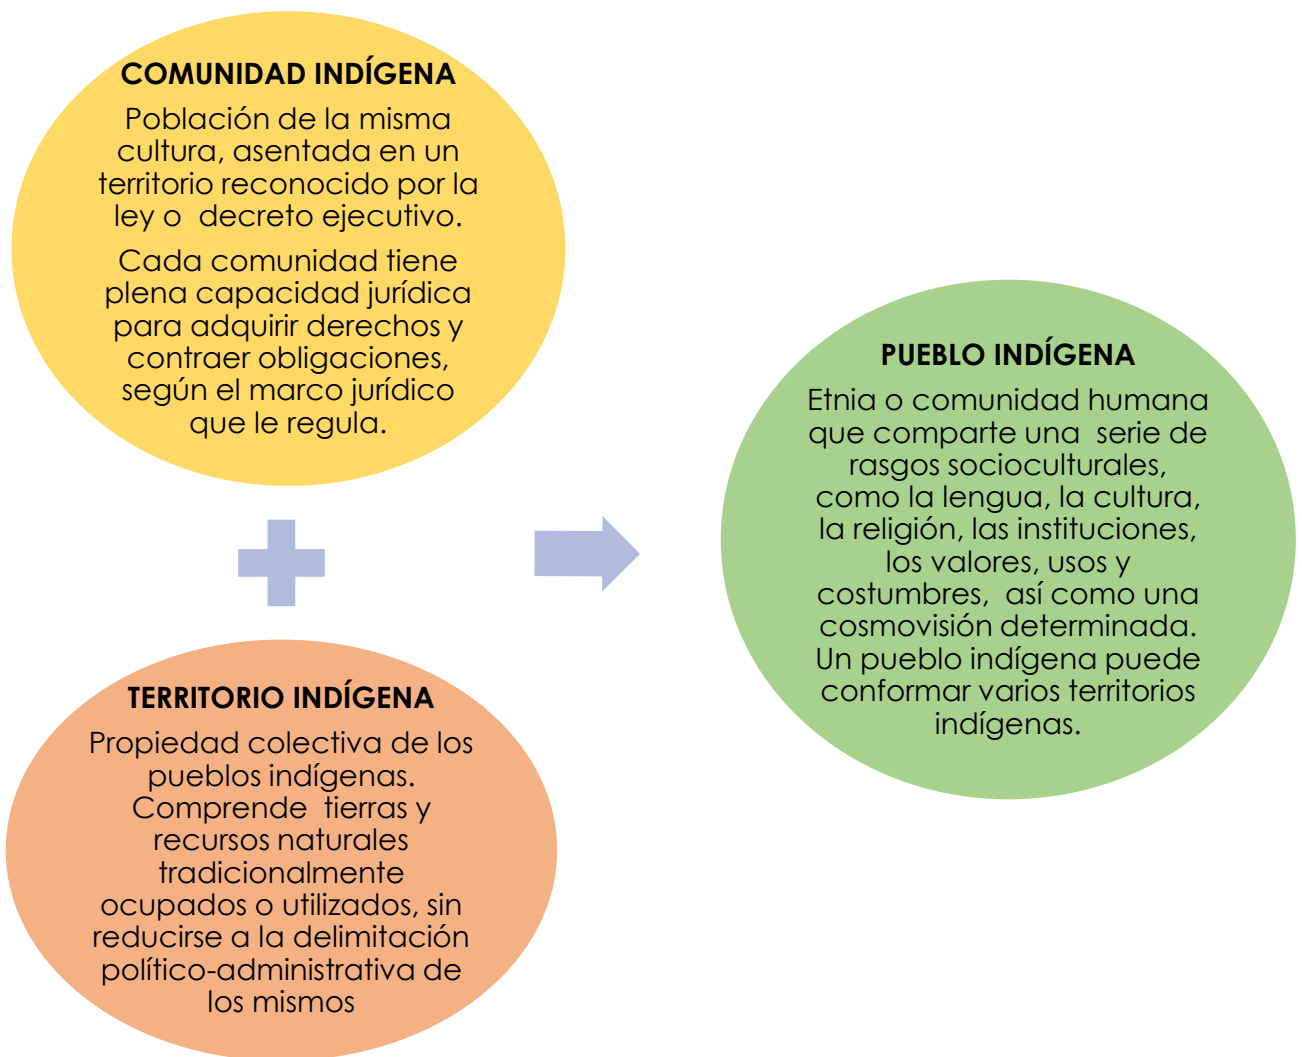 COMUNIDAD INDÍGENA
Población de la misma
cultura, asentada en un
territorio reconocido por la
ley o  decreto ejecutivo.
Cada comunidad tiene
plena capacidad jurídica
para adquirir derechos y
contraer obligaciones,
según el marco jurídico
que le regula.
TERRITORIO INDÍGENA
Propiedad colectiva de los
pueblos indígenas.
Comprende  tierras y
recursos naturales
tradicionalmente
ocupados o utilizados, sin
reducirse a la delimitación
político-administrativa de
los mismos
PUEBLO INDÍGENA
Etnia o comunidad humana
que comparte una  serie de
rasgos socioculturales,
como la lengua, la cultura,
la religión, las instituciones,
los valores, usos y
costumbres,  así como una
cosmovisión determinada.
Un pueblo indígena puede
conformar varios territorios
indígenas.